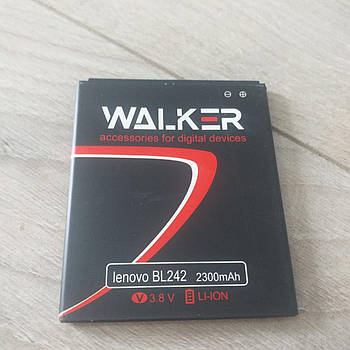 WALKER
accessories for digital devices
lenovo BL242 2300mAh
V 3.8 V LI-ION